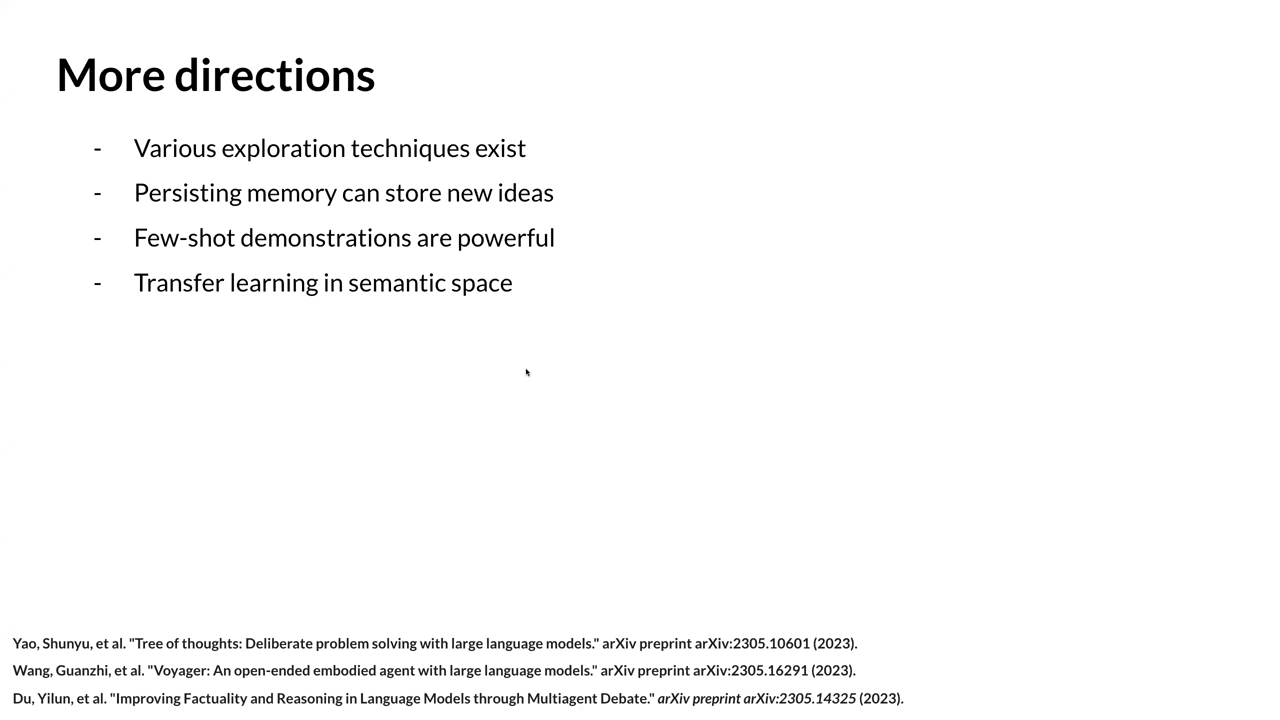 More directions
- Various exploration techniques exist
- Persisting memory can store new ideas
- Few-shot demonstrations are powerful
- Transfer learning in semantic space
Yao, Shunyu, et al. "Tree of thoughts: Deliberate problem solving with large language models." arXiv preprint arXiv:2305.10601 (2023).
Wang, Guanzhi, et al. "Voyager: An open-ended embodied agent with large language models." arXiv preprint arXiv:2305.16291 (2023).
Du, Yilun, et al. "Improving Factuality and Reasoning in Language Models through Multiagent Debate." arXiv preprint arXiv:2305.14325 (2023).